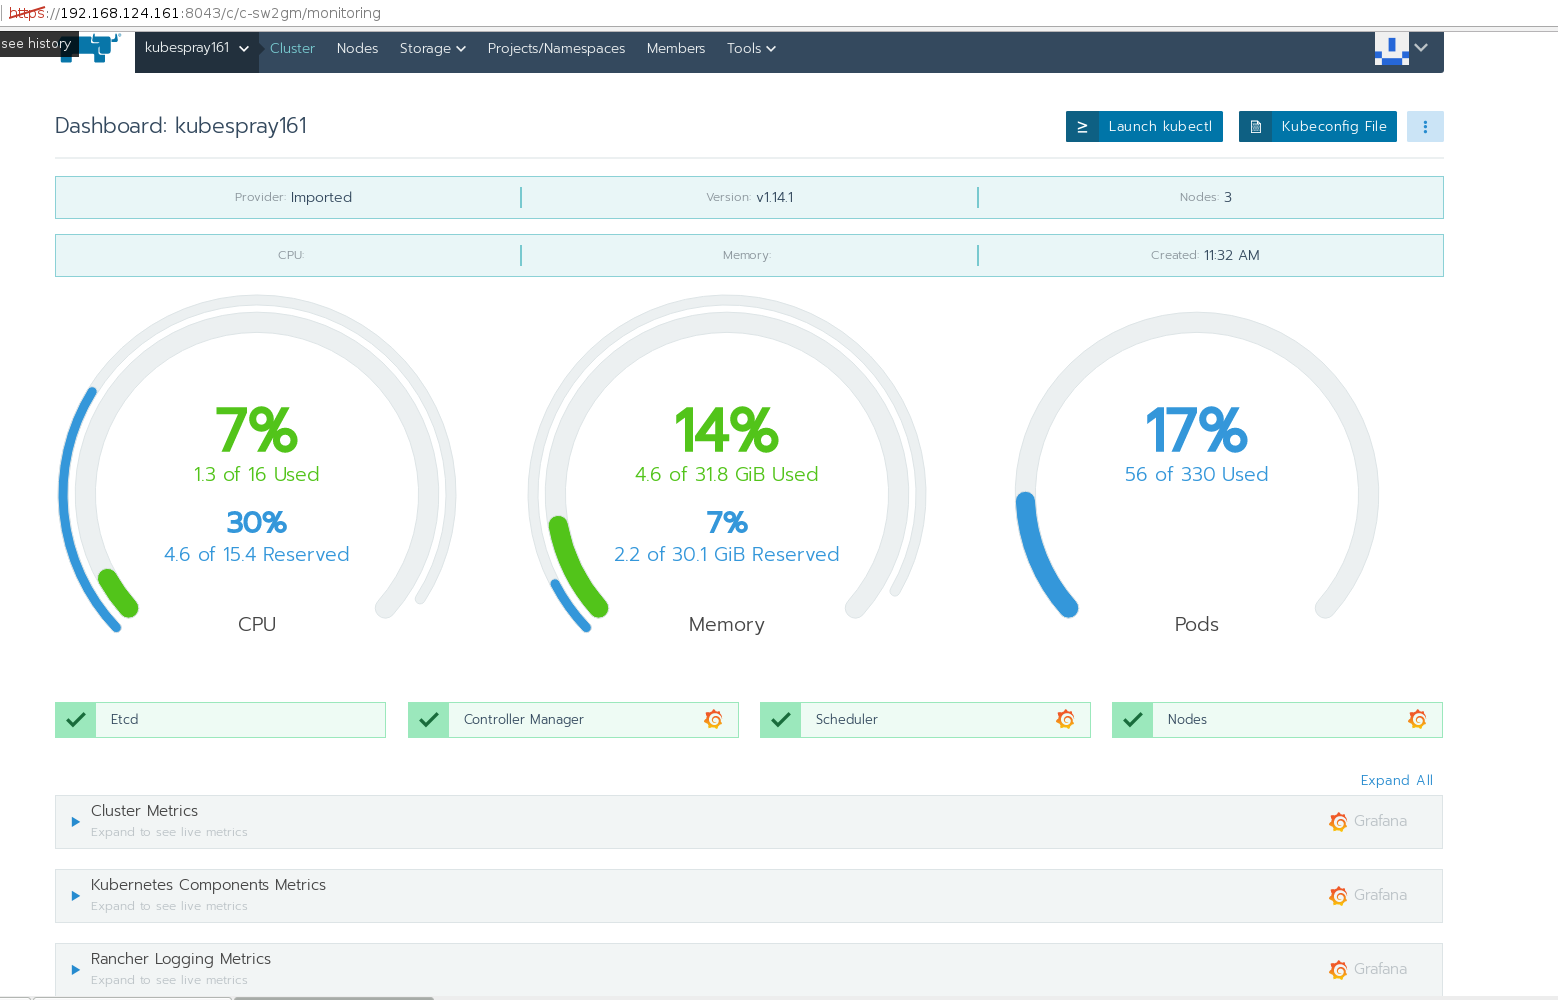 https://192.168.124.161:8043/c/c-sw2gm/monitoring
see history
kubespray161 Cluster Nodes Storage Projects/Namespaces Members Tools
Dashboard: kubespray161
Launch kubectl Kubeconfig File
Provider: Imported Version: v1.14.1 Nodes: 3
CPU: Memory: Created: 11:32 AM
7% 14% 17%
1.3 of 16 Used 4.6 of 31.8 GiB Used 56 of 330 Used
30% 7%
4.6 of 15.4 Reserved 2.2 of 30.1 GiB Reserved
CPU Memory Pods
Etcd Controller Manager Scheduler Nodes
Expand All
Cluster Metrics
Expand to see live metrics Grafana
Kubernetes Components Metrics
Expand to see live metrics Grafana
Rancher Logging Metrics
Expand to see live metrics Grafana